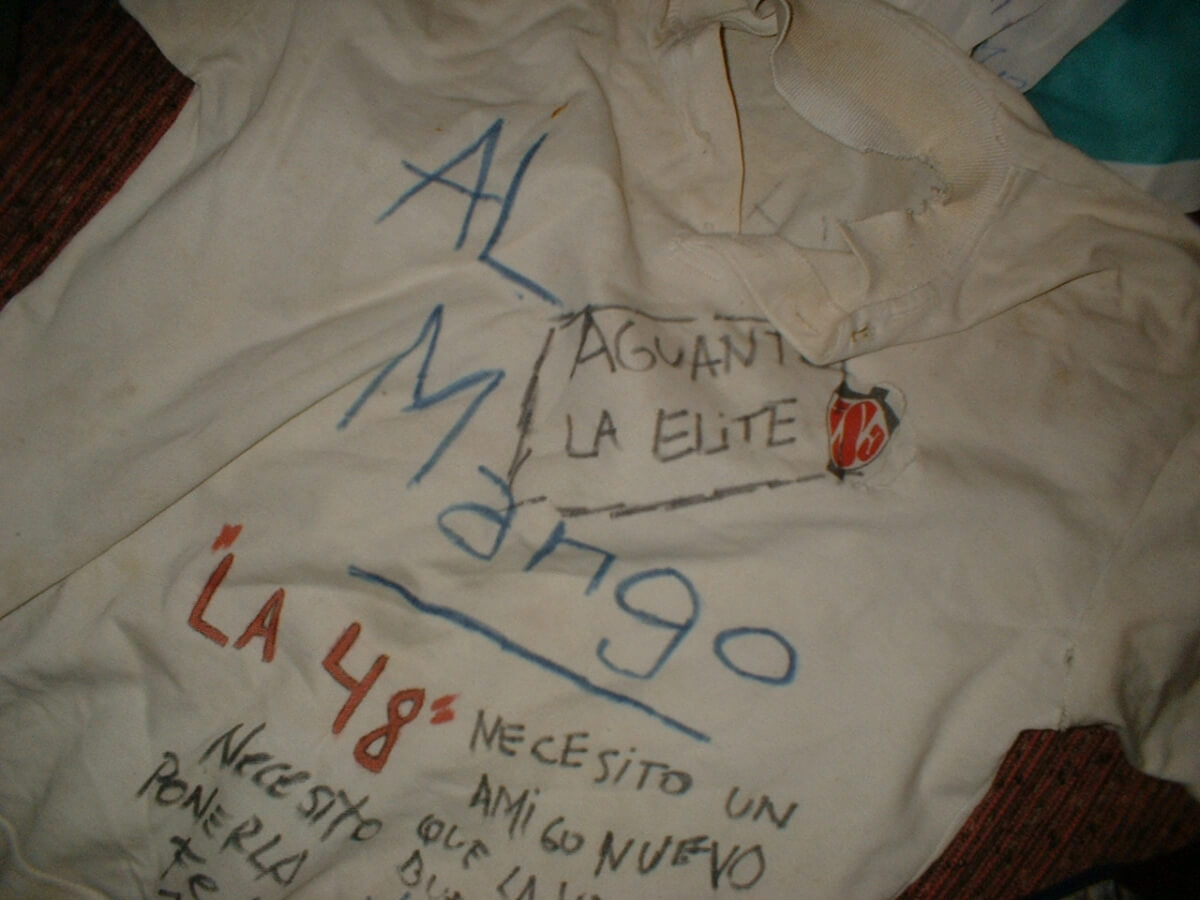 AL
Mango
AGUANTE
LA ELITE
"LA 48"
NECESITO UN
AMIGO NUEVO
QUE
NECESITO
PONERLA